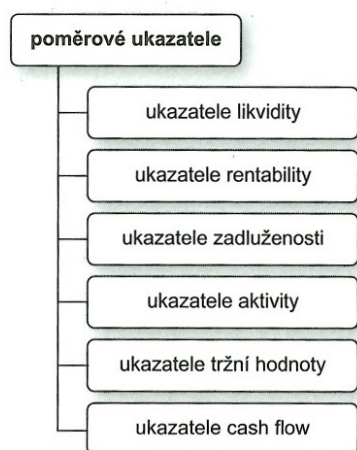 poměrové ukazatele
ukazatele likvidity
ukazatele rentability
ukazatele zadluženosti
ukazatele aktivity
ukazatele tržní hodnoty
ukazatele cash flow